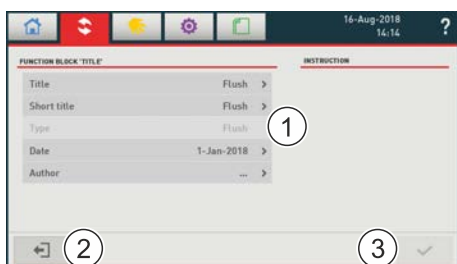 16-Aug-2018
14:14
?
FUNCTION BLOCK 'TITLE'
INSTRUCTION
Title Flush >
Short title Flush >
Type Flush
Date 1-Jan-2018 >
Author ... >
1
2
3